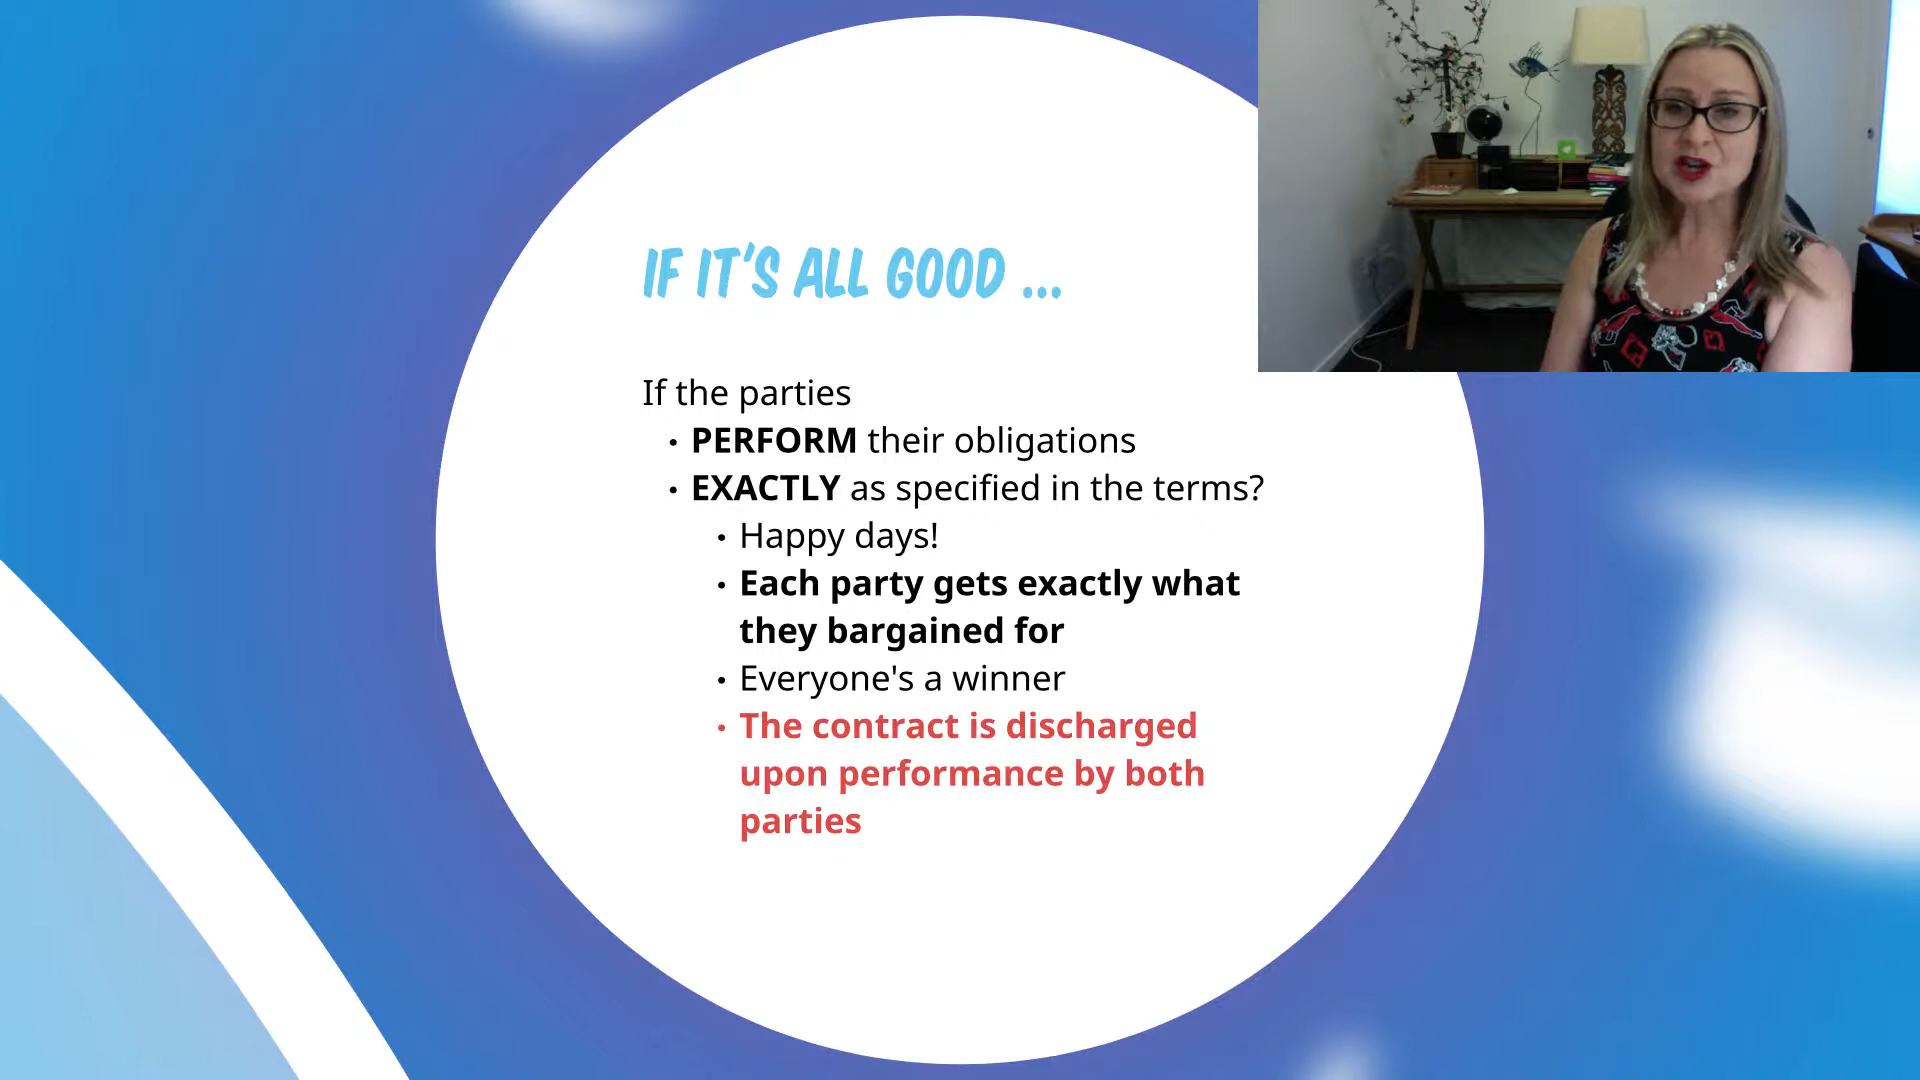 IF IT'S ALL GOOD ...
If the parties
• PERFORM their obligations
• EXACTLY as specified in the terms?
• Happy days!
• Each party gets exactly what
they bargained for
• Everyone's a winner
• The contract is discharged
upon performance by both
parties